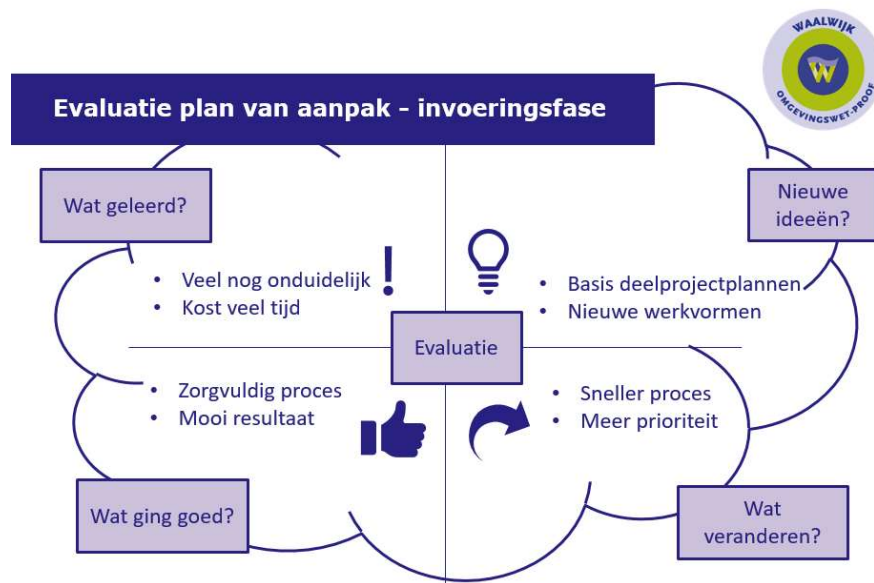 WAALWIJK
OMGEVINGSWET-PROOF
Evaluatie plan van aanpak - invoeringsfase
Wat geleerd?
• Veel nog onduidelijk
• Kost veel tijd
Nieuwe
ideeën?
• Basis deelprojectplannen
• Nieuwe werkvormen
Evaluatie
• Zorgvuldig proces
• Mooi resultaat
Wat ging goed?
• Sneller proces
• Meer prioriteit
Wat
veranderen?